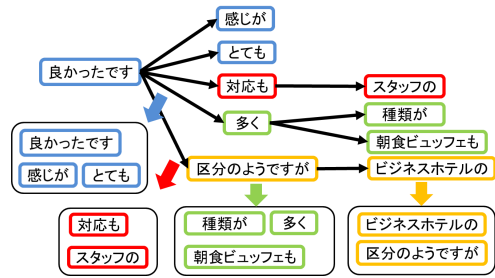 感じが
とても
良かったです
対応も
スタッフの
種類が
多く
朝食ビュッフェも
区分のようですが
ビジネスホテルの
良かったです
感じが とても
対応も
スタッフの
種類が 多く
朝食ビュッフェも
ビジネスホテルの
区分のようですが